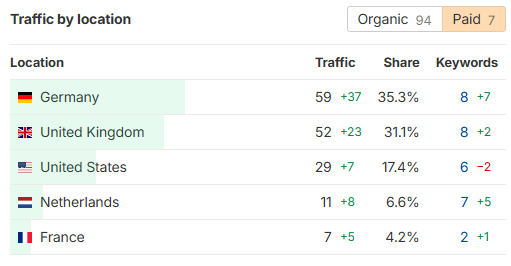 Traffic by location Organic 94 Paid 7
Location Traffic Share Keywords
Germany 59 +37 35.3% 8 +7
United Kingdom 52 +23 31.1% 8 +2
United States 29 +7 17.4% 6 −2
Netherlands 11 +8 6.6% 7 +5
France 7 +5 4.2% 2 +1